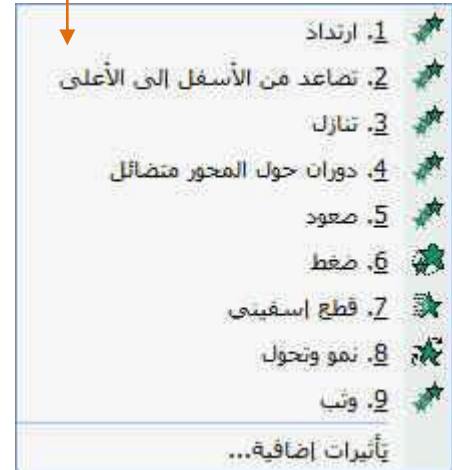 1. ارتداد
2. تصاعد من الأسفل إلى الأعلى
3. تنازل
4. دوران حول المحور متضائل
5. صعود
6. ضغط
7. قطع إسفيني
8. نمو وتحول
9. وثب
تأثيرات إضافية...